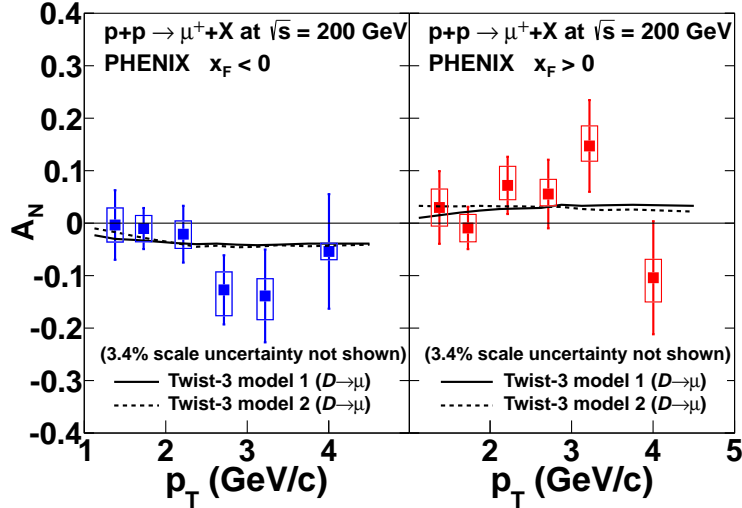 p+p → μ⁺+X at √s = 200 GeV
PHENIX x_F < 0
(3.4% scale uncertainty not shown)
Twist-3 model 1 (D→μ)
Twist-3 model 2 (D→μ)
p+p → μ⁺+X at √s = 200 GeV
PHENIX x_F > 0
(3.4% scale uncertainty not shown)
Twist-3 model 1 (D→μ)
Twist-3 model 2 (D→μ)
A_N
0.4
0.3
0.2
0.1
0
-0.1
-0.2
-0.3
-0.4
1 2 3 4
2 3 4 5
p_T (GeV/c)
p_T (GeV/c)